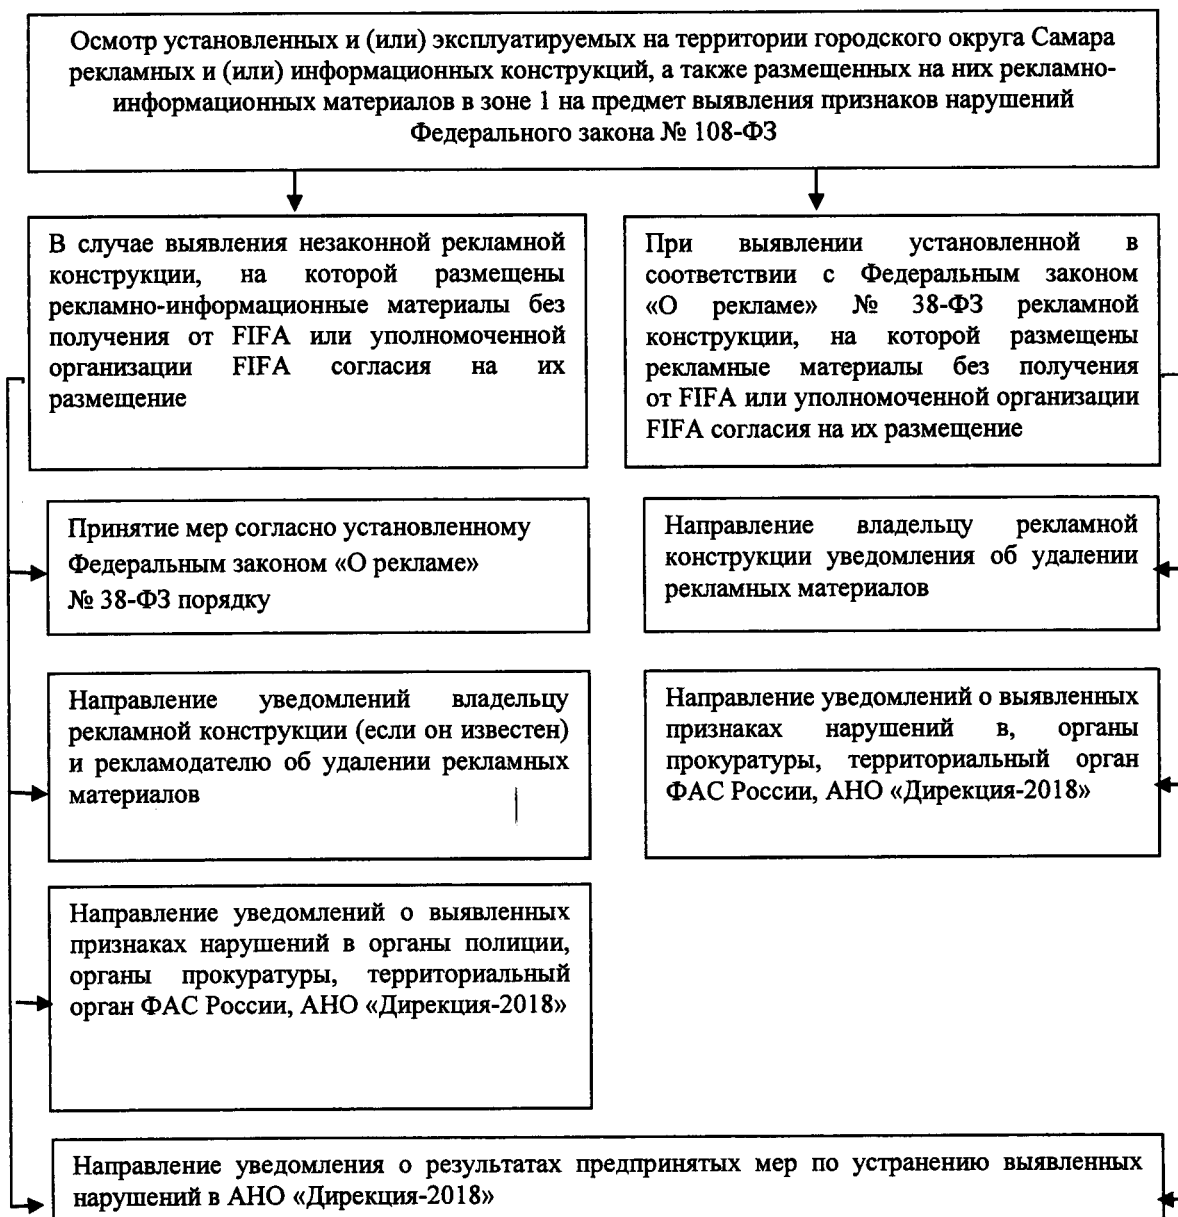 Осмотр установленных и (или) эксплуатируемых на территории городского округа Самара
рекламных и (или) информационных конструкций, а также размещенных на них рекламно-
информационных материалов в зоне 1 на предмет выявления признаков нарушений
Федерального закона № 108-ФЗ
В случае выявления незаконной рекламной
конструкции, на которой размещены
рекламно-информационные материалы без
получения от FIFA или уполномоченной
организации FIFA согласия на их
размещение
При выявлении установленной в
соответствии с Федеральным законом
«О рекламе» № 38-ФЗ рекламной
конструкции, на которой размещены
рекламные материалы без получения
от FIFA или уполномоченной организации
FIFA согласия на их размещение
Принятие мер согласно установленному
Федеральным законом «О рекламе»
№ 38-ФЗ порядку
Направление владельцу рекламной
конструкции уведомления об удалении
рекламных материалов
Направление уведомлений владельцу
рекламной конструкции (если он известен)
и рекламодателю об удалении рекламных
материалов
Направление уведомлений о выявленных
признаках нарушений в, органы
прокуратуры, территориальный орган
ФАС России, АНО «Дирекция-2018»
Направление уведомлений о выявленных
признаках нарушений в органы полиции,
органы прокуратуры, территориальный
орган ФАС России, АНО «Дирекция-2018»
Направление уведомления о результатах предпринятых мер по устранению выявленных
нарушений в АНО «Дирекция-2018»